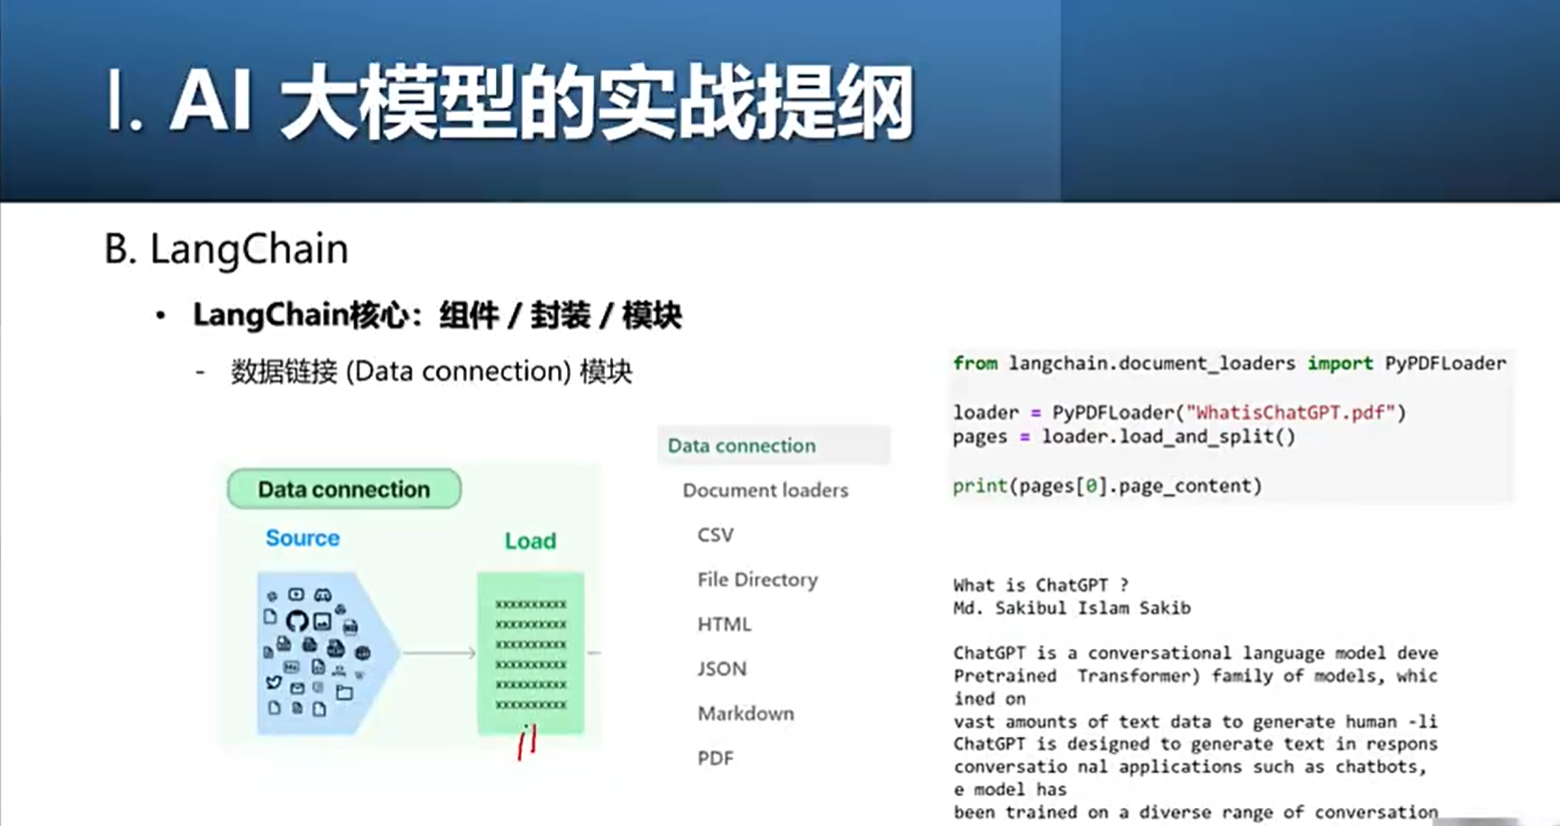 I. AI 大模型的实战提纲
B. LangChain
• LangChain核心：组件 / 封装 / 模块
- 数据链接 (Data connection) 模块
Data connection
Source
Load
xxxxxxxxxx
xxxxxxxxxx
xxxxxxxxxx
xxxxxxxxxx
xxxxxxxxxx
xxxxxxxxxx
Data connection
Document loaders
CSV
File Directory
HTML
JSON
Markdown
PDF
from langchain.document_loaders import PyPDFLoader
loader = PyPDFLoader("WhatisChatGPT.pdf")
pages = loader.load_and_split()
print(pages[0].page_content)
What is ChatGPT ?
Md. Sakibul Islam Sakib
ChatGPT is a conversational language model deve
Pretrained  Transformer) family of models, whic
ined on
vast amounts of text data to generate human -li
ChatGPT is designed to generate text in respons
conversatio nal applications such as chatbots,
e model has
been trained on a diverse range of conversation